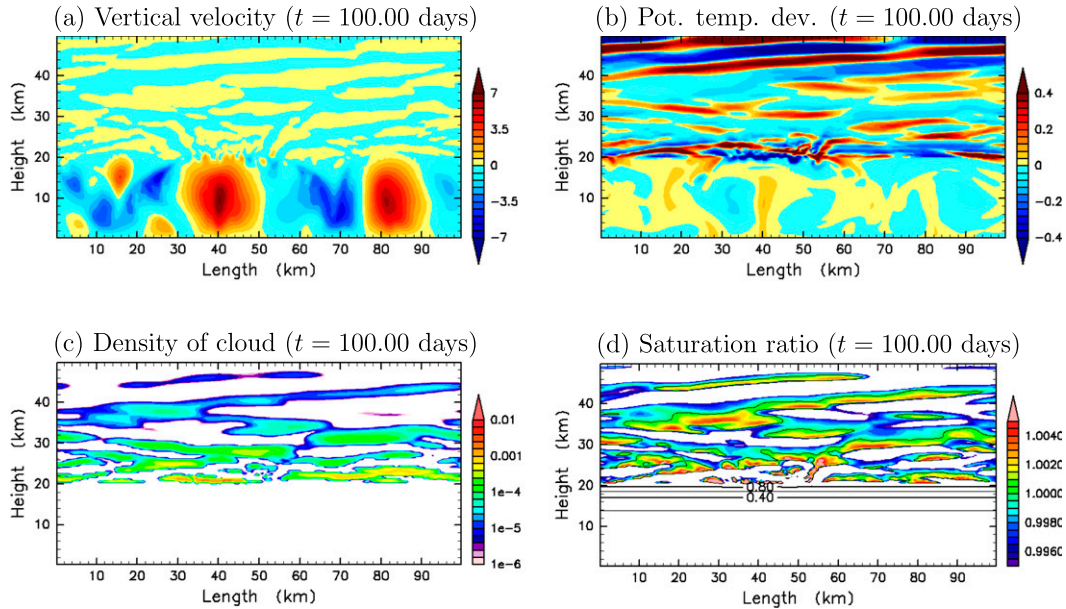 (a) Vertical velocity (t = 100.00 days)
40
30
20
10
Height (km)
10 20 30 40 50 60 70 80 90
Length (km)
7
3.5
0
−3.5
−7
(b) Pot. temp. dev. (t = 100.00 days)
40
30
20
10
Height (km)
10 20 30 40 50 60 70 80 90
Length (km)
0.4
0.2
0
−0.2
−0.4
(c) Density of cloud (t = 100.00 days)
40
30
20
10
Height (km)
10 20 30 40 50 60 70 80 90
Length (km)
0.01
0.001
1e−4
1e−5
1e−6
(d) Saturation ratio (t = 100.00 days)
40
30
20
10
Height (km)
0.80
0.40
10 20 30 40 50 60 70 80 90
Length (km)
1.0040
1.0020
1.0000
0.9980
0.9960